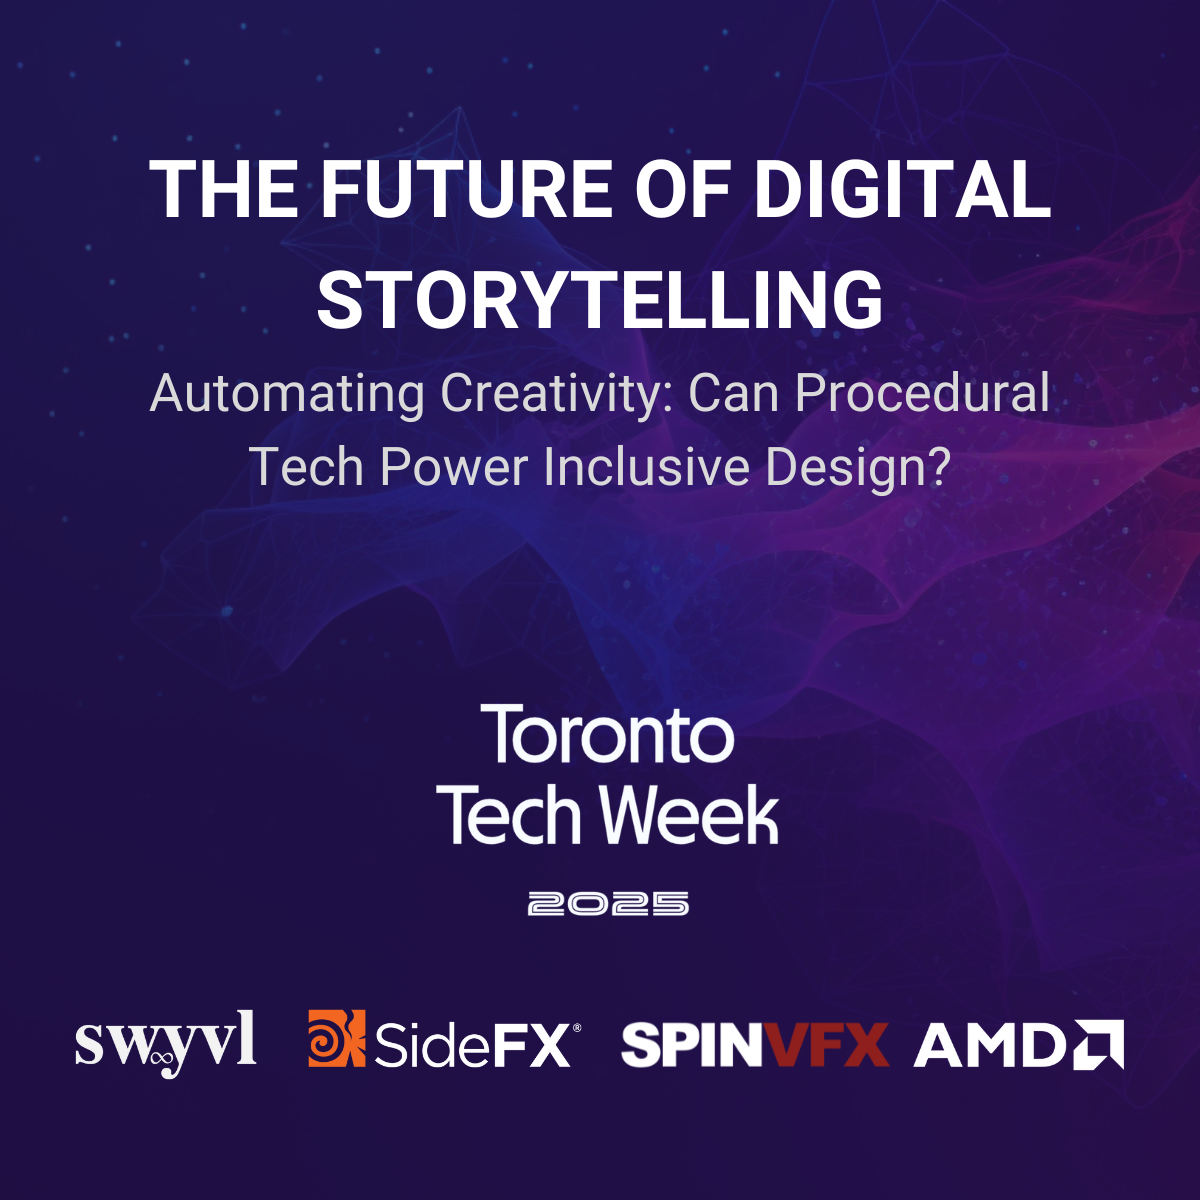 THE FUTURE OF DIGITAL
STORYTELLING
Automating Creativity: Can Procedural
Tech Power Inclusive Design?
Toronto
Tech Week
2025
swyvl SideFX® SPINVFX AMD